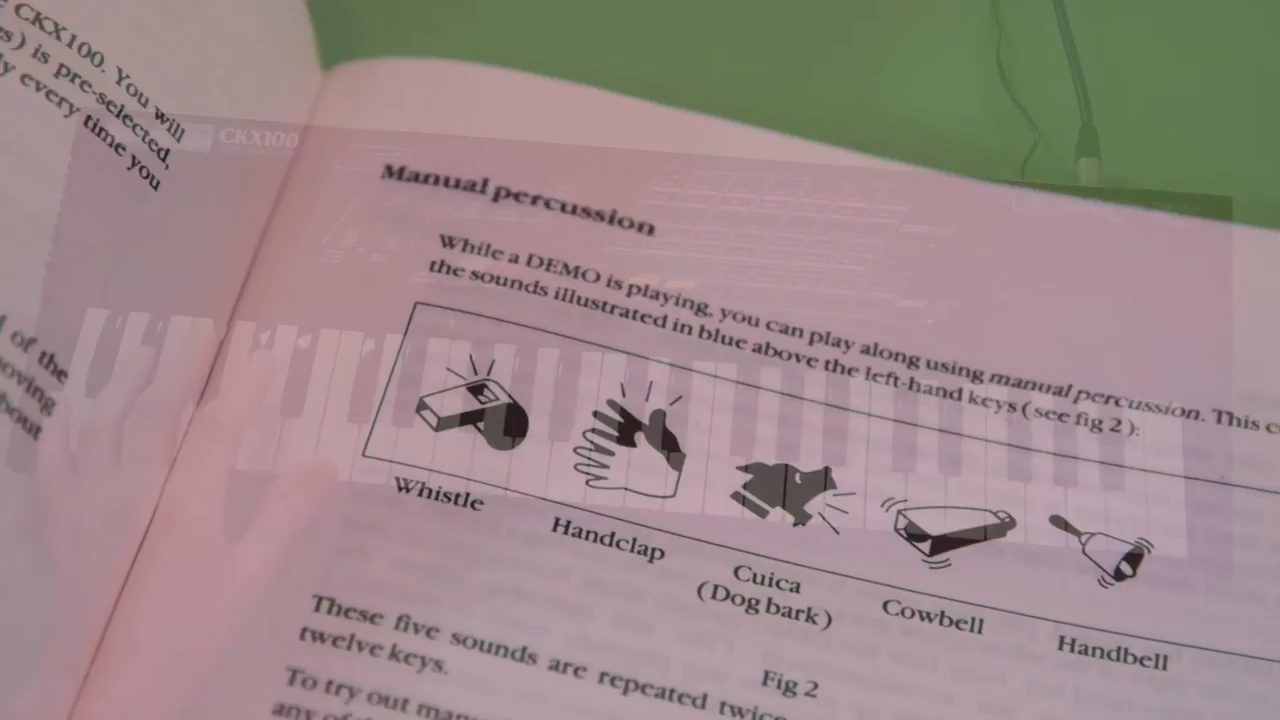 CKX100. You will
s) is pre-selected,
every time you
of the
CKX100
Manual percussion
While a DEMO is playing, you can play along using manual percussion. This
the sounds illustrated in blue above the left-hand keys (see fig 2):
Whistle
Handclap
Cuica
(Dog bark)
Cowbell
Handbell
Fig 2
These five sounds are repeated twice
twelve keys.
To try out
any of